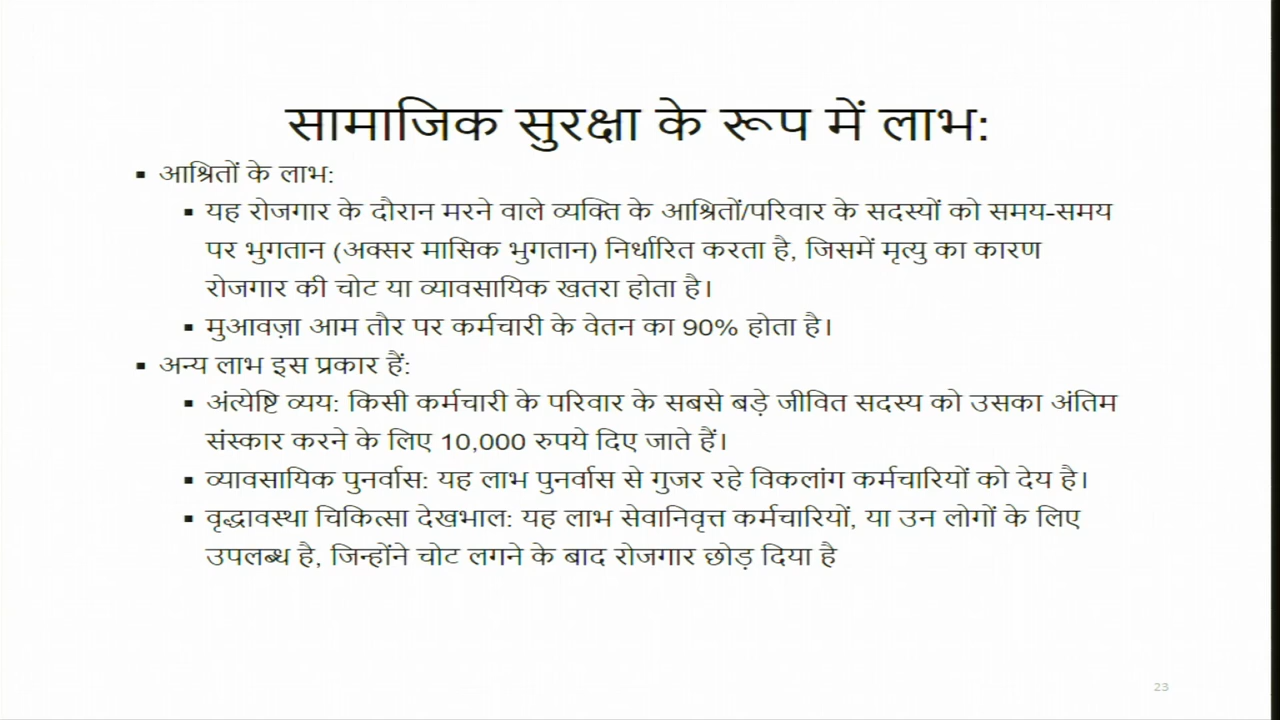 सामाजिक सुरक्षा के रूप में लाभ:
▪ आश्रितों के लाभ:
▪ यह रोजगार के दौरान मरने वाले व्यक्ति के आश्रितों/परिवार के सदस्यों को समय-समय
पर भुगतान (अक्सर मासिक भुगतान) निर्धारित करता है, जिसमें मृत्यु का कारण
रोजगार की चोट या व्यावसायिक खतरा होता है।
▪ मुआवज़ा आम तौर पर कर्मचारी के वेतन का 90% होता है।
▪ अन्य लाभ इस प्रकार हैं:
▪ अंत्येष्टि व्यय: किसी कर्मचारी के परिवार के सबसे बड़े जीवित सदस्य को उसका अंतिम
संस्कार करने के लिए 10,000 रुपये दिए जाते हैं।
▪ व्यावसायिक पुनर्वास: यह लाभ पुनर्वास से गुजर रहे विकलांग कर्मचारियों को देय है।
▪ वृद्धावस्था चिकित्सा देखभाल: यह लाभ सेवानिवृत्त कर्मचारियों, या उन लोगों के लिए
उपलब्ध है, जिन्होंने चोट लगने के बाद रोजगार छोड़ दिया है
23